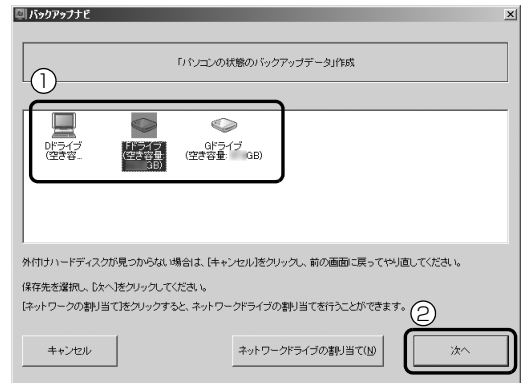 バックアップナビ
「パソコンの状態のバックアップデータ」作成
①
Dドライブ
(空き容...
Fドライブ
(空き容量:
GB)
Gドライブ
(空き容量: GB)
外付けハードディスクが見つからない場合は、[キャンセル]をクリックし、前の画面に戻ってやり直してください。
保存先を選択し、[次へ]をクリックしてください。
[ネットワークの割り当て]をクリックすると、ネットワークドライブの割り当てを行うことができます。
②
キャンセル
ネットワークドライブの割り当て(N)
次へ